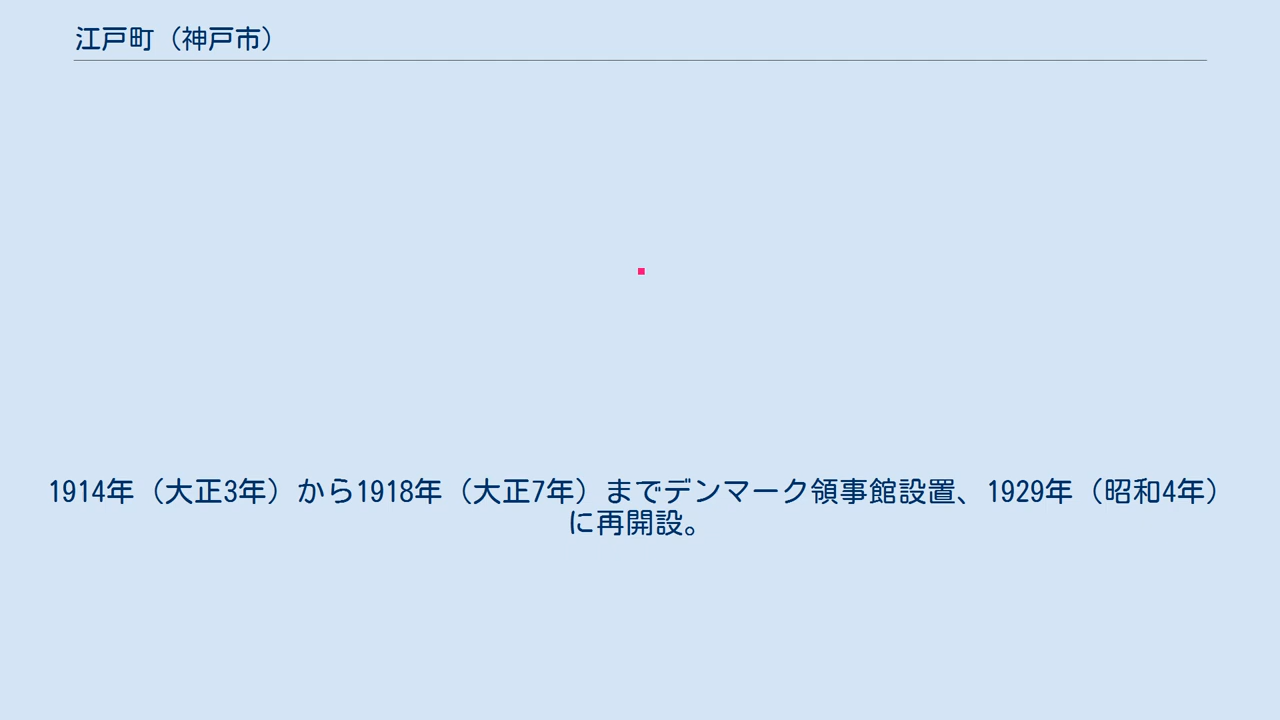 江戸町（神戸市）
1914年（大正3年）から1918年（大正7年）までデンマーク領事館設置、1929年（昭和4年）
に再開設。